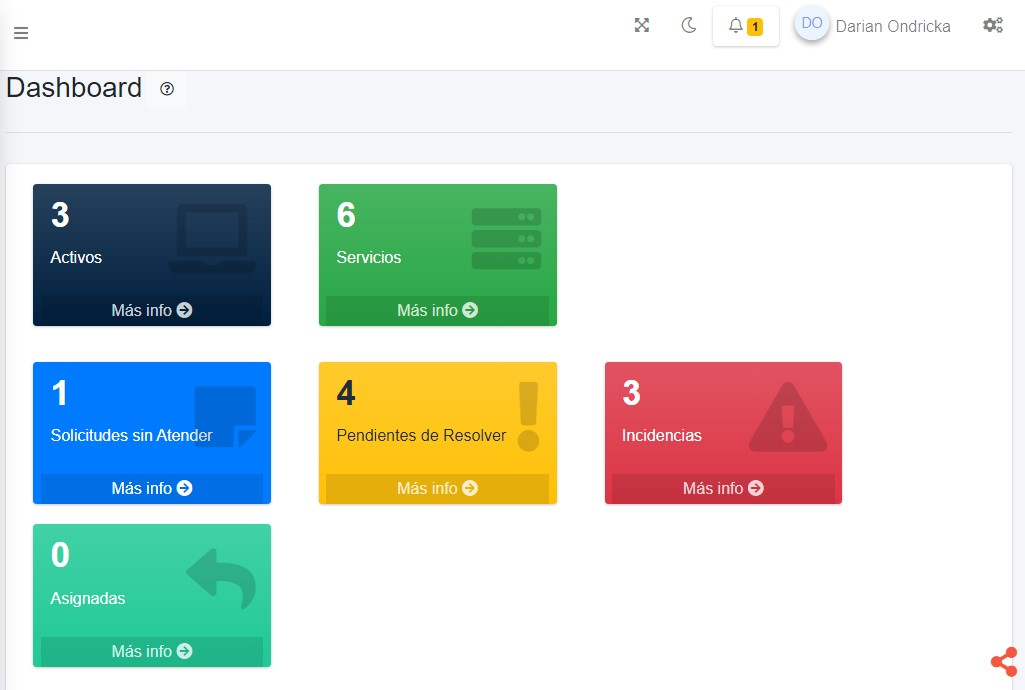 1
DO
Darian Ondricka
Dashboard
3
Activos
Más info
6
Servicios
Más info
1
Solicitudes sin Atender
Más info
4
Pendientes de Resolver
Más info
3
Incidencias
Más info
0
Asignadas
Más info